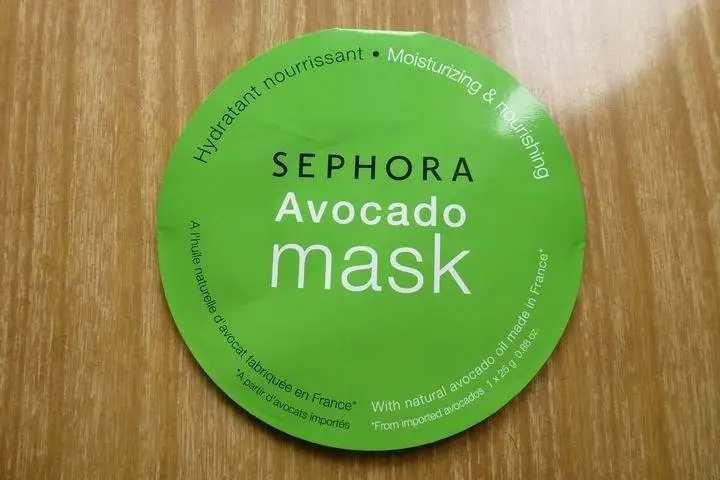 Hydratant nourrissant • Moisturizing & nourishing
SEPHORA
Avocado
mask
A l'huile naturelle d'avocat fabriquée en France*
*A partir d'avocats importés
With natural avocado oil made in France*
*From imported avocados 1 x 25 g · 0.88 oz.